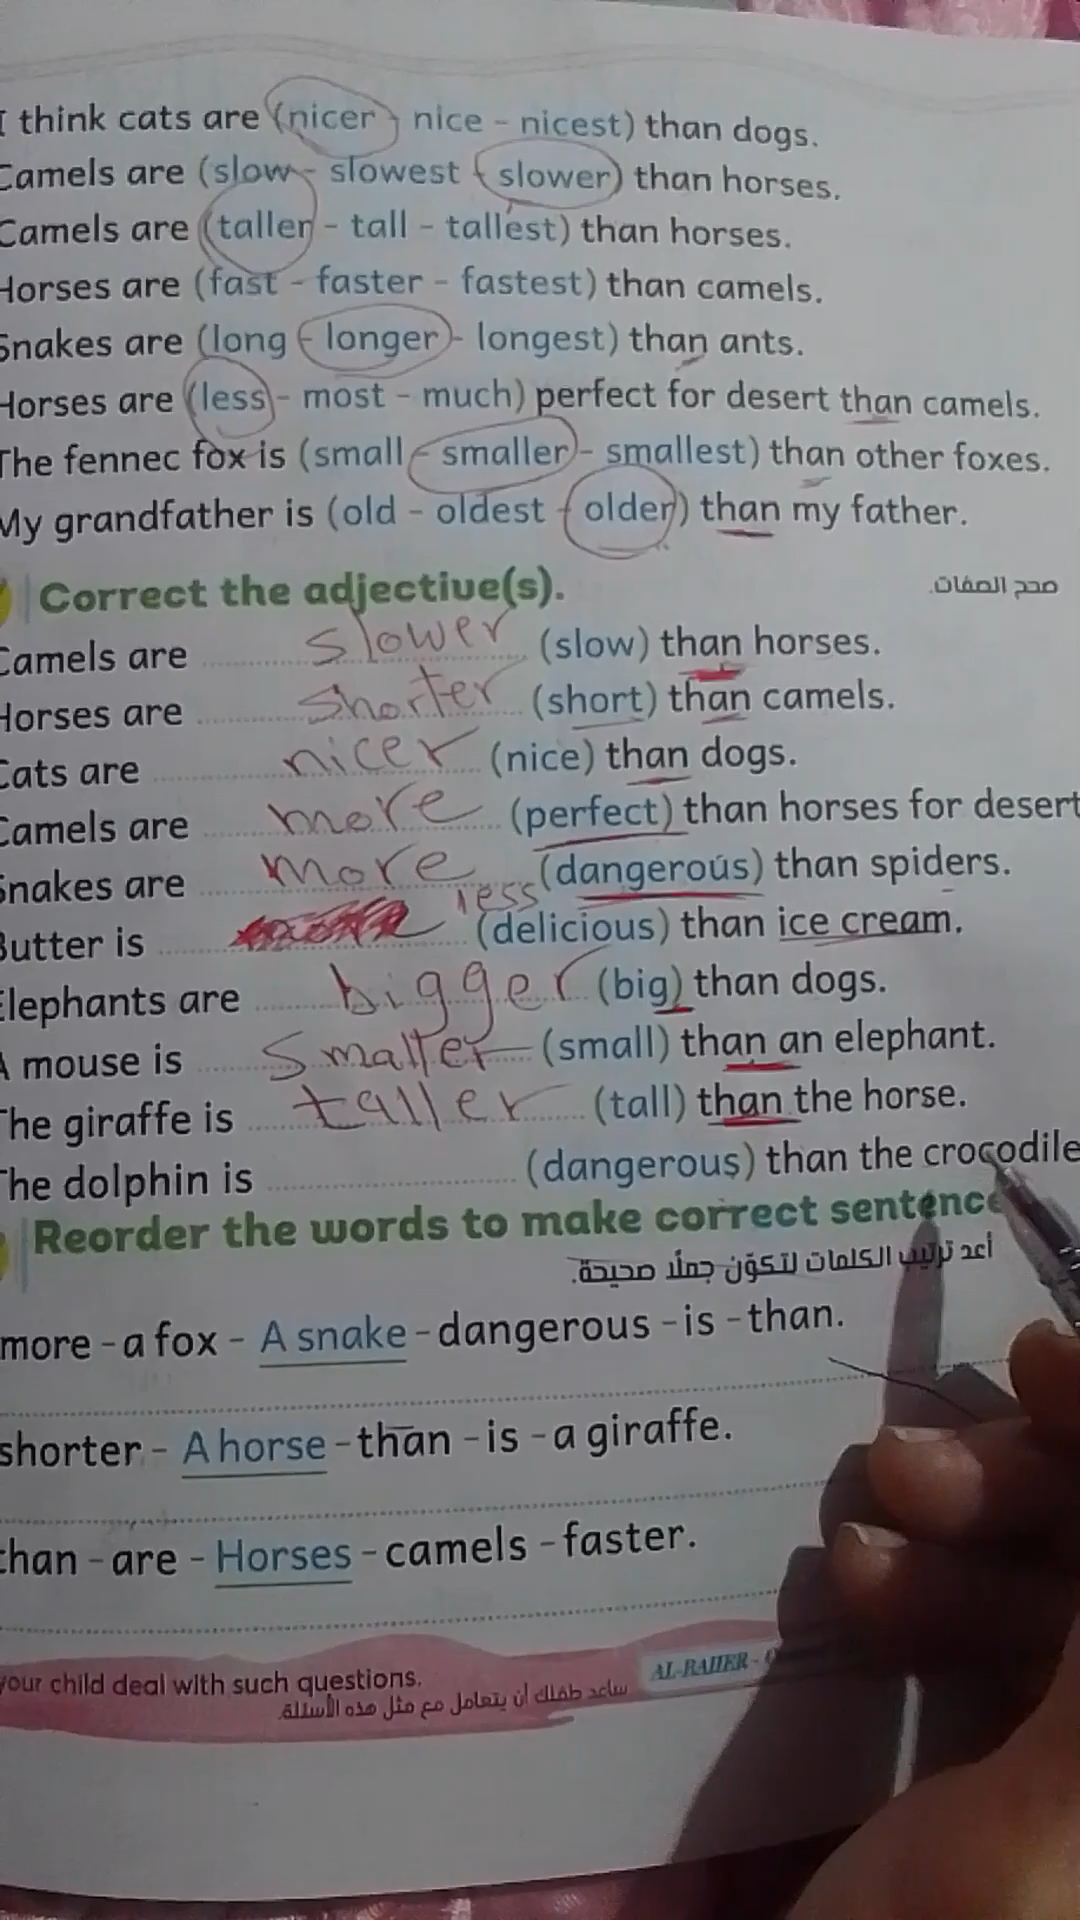 I think cats are (nicer - nice - nicest) than dogs.
Camels are (slow - slowest - slower) than horses.
Camels are (taller - tall - tallest) than horses.
Horses are (fast - faster - fastest) than camels.
Snakes are (long - longer - longest) than ants.
Horses are (less - most - much) perfect for desert than camels.
The fennec fox is (small - smaller - smallest) than other foxes.
My grandfather is (old - oldest - older) than my father.
Correct the adjective(s). صحح الصفات.
Camels are slower (slow) than horses.
Horses are shorter (short) than camels.
Cats are nicer (nice) than dogs.
Camels are more (perfect) than horses for desert
Snakes are more (dangerous) than spiders.
Butter is less (delicious) than ice cream.
Elephants are bigger (big) than dogs.
A mouse is smaller (small) than an elephant.
The giraffe is taller (tall) than the horse.
The dolphin is (dangerous) than the crocodile
Reorder the words to make correct sentenc
أعد ترتيب الكلمات لتكوّن جملًا صحيحة.
more - a fox - A snake - dangerous - is - than.
shorter - A horse - than - is - a giraffe.
than - are - Horses - camels - faster.
your child deal with such questions.
ساعد طفلك أن يتعامل مع مثل هذه الأسئلة.
AL-BAHER -